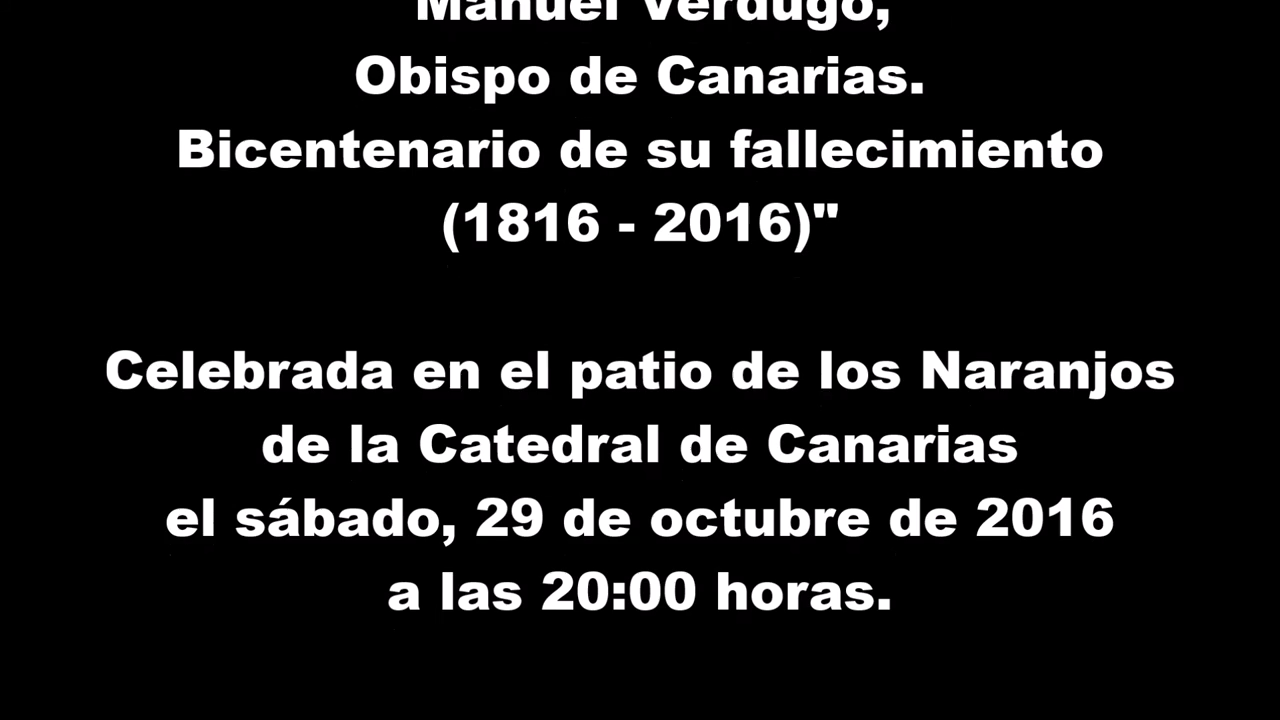 Manuel Verdugo,
Obispo de Canarias.
Bicentenario de su fallecimiento
(1816 - 2016)"
Celebrada en el patio de los Naranjos
de la Catedral de Canarias
el sábado, 29 de octubre de 2016
a las 20:00 horas.